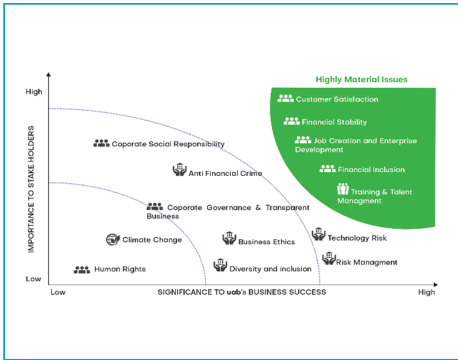 Highly Material Issues
High
Customer Satisfaction
Financial Stability
Job Creation and Enterprise
Development
Financial Inclusion
Training & Talent
Managment
Coporate Social Responsibility
Anti Financial Crime
Coporate Governance & Transparent
Business
Climate Change
Business Ethics
Technology Risk
Human Rights
Diversity and inclusion
Risk Managment
IMPORTANCE TO STAKE HOLDERS
Low
Low
SIGNIFICANCE TO uab's BUSINESS SUCCESS
High